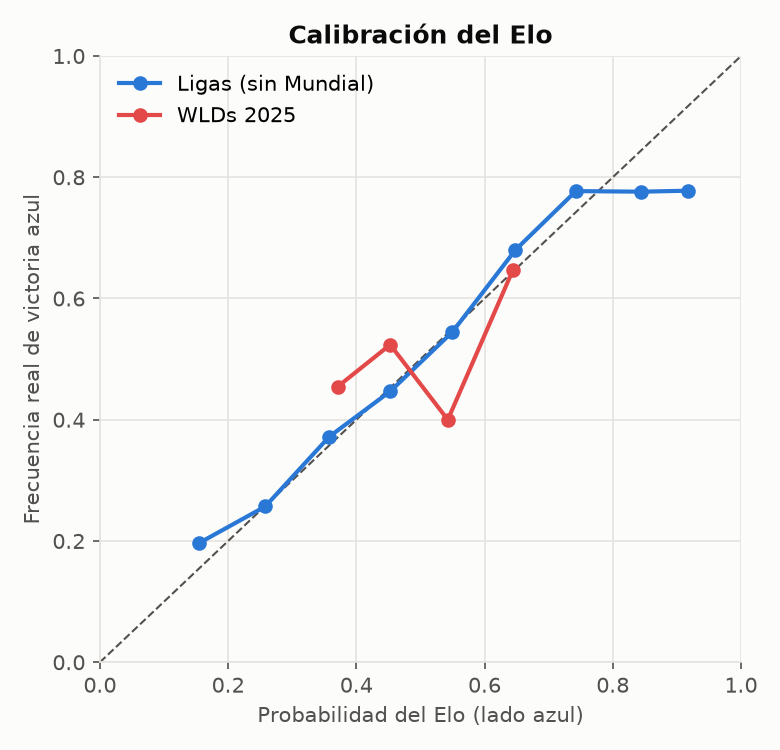 Calibración del Elo
Ligas (sin Mundial)
WLDs 2025
Frecuencia real de victoria azul
1.0
0.8
0.6
0.4
0.2
0.0
0.0 0.2 0.4 0.6 0.8 1.0
Probabilidad del Elo (lado azul)